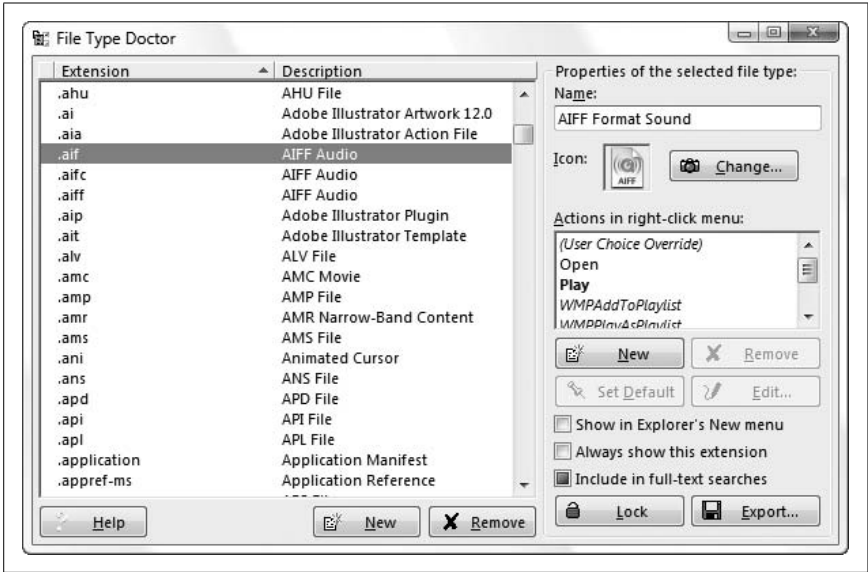 File Type Doctor
Extension Description
.ahu AHU File
.ai Adobe Illustrator Artwork 12.0
.aia Adobe Illustrator Action File
.aif AIFF Audio
.aifc AIFF Audio
.aiff AIFF Audio
.aip Adobe Illustrator Plugin
.ait Adobe Illustrator Template
.alv ALV File
.amc AMC Movie
.amp AMP File
.amr AMR Narrow-Band Content
.ams AMS File
.ani Animated Cursor
.ans ANS File
.apd APD File
.api API File
.apl APL File
.application Application Manifest
.appref-ms Application Reference
Help
New
Remove
Properties of the selected file type:
Name:
AIFF Format Sound
Icon:
AIFF
Change...
Actions in right-click menu:
(User Choice Override)
Open
Play
WMPAddToPlaylist
WMPPlayAsPlaylist
New
Remove
Set Default
Edit...
Show in Explorer's New menu
Always show this extension
Include in full-text searches
Lock
Export...